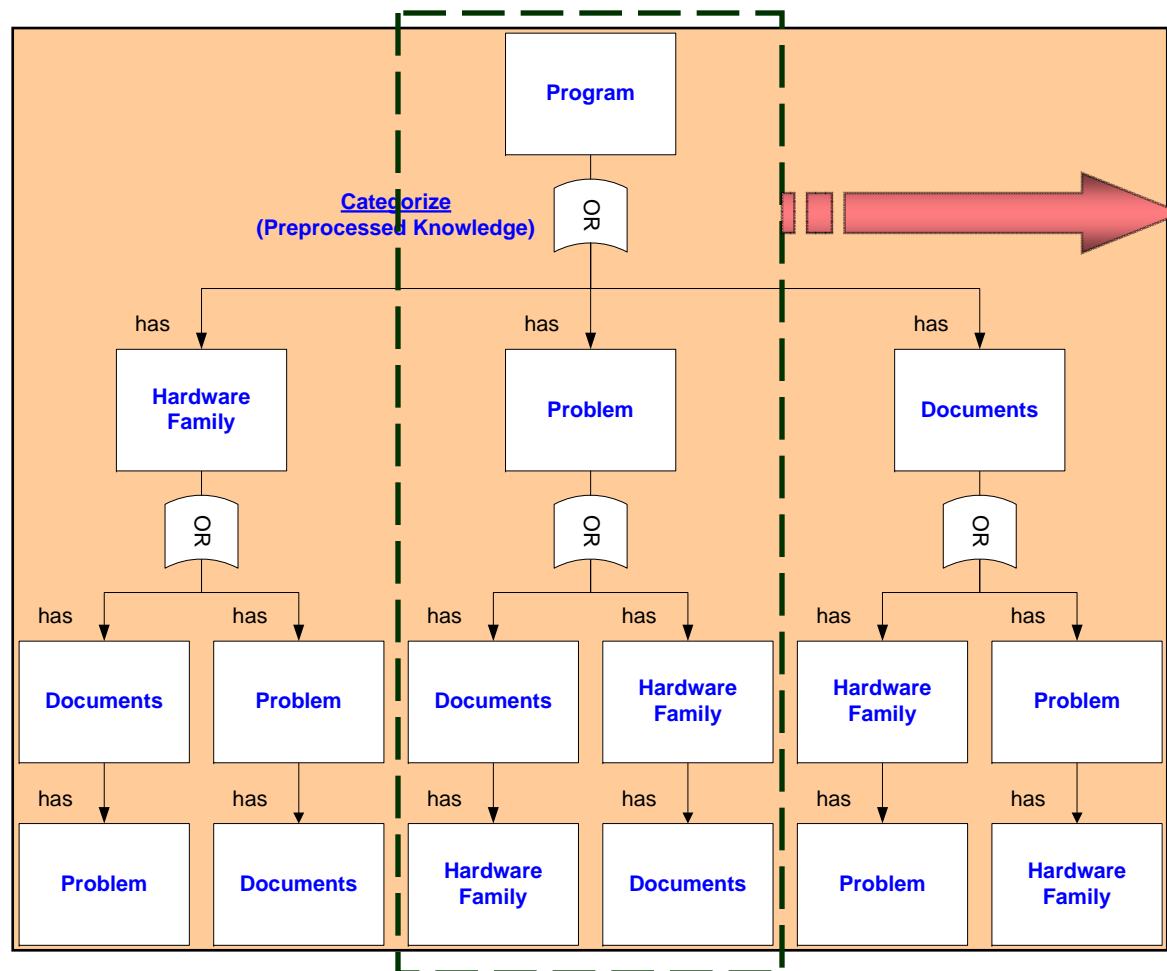 Program
Categorize
(Preprocessed Knowledge)
OR
has
has
has
Hardware
Family
Problem
Documents
OR
OR
OR
has
has
has
has
has
has
Documents
Problem
Documents
Hardware
Family
Hardware
Family
Problem
has
has
has
has
has
has
Problem
Documents
Hardware
Family
Documents
Problem
Hardware
Family